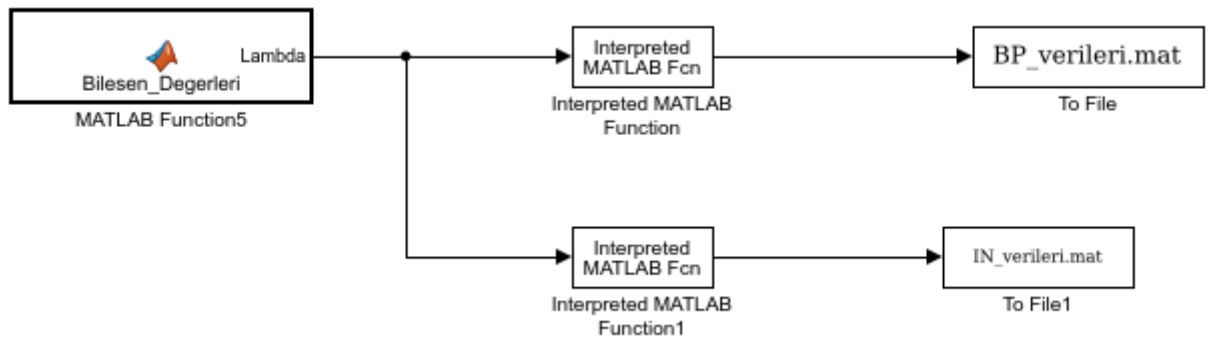 Lambda
Bilesen_Degerleri
MATLAB Function5
Interpreted
MATLAB Fcn
Interpreted MATLAB
Function
BP_verileri.mat
To File
Interpreted
MATLAB Fcn
Interpreted MATLAB
Function1
IN_verileri.mat
To File1